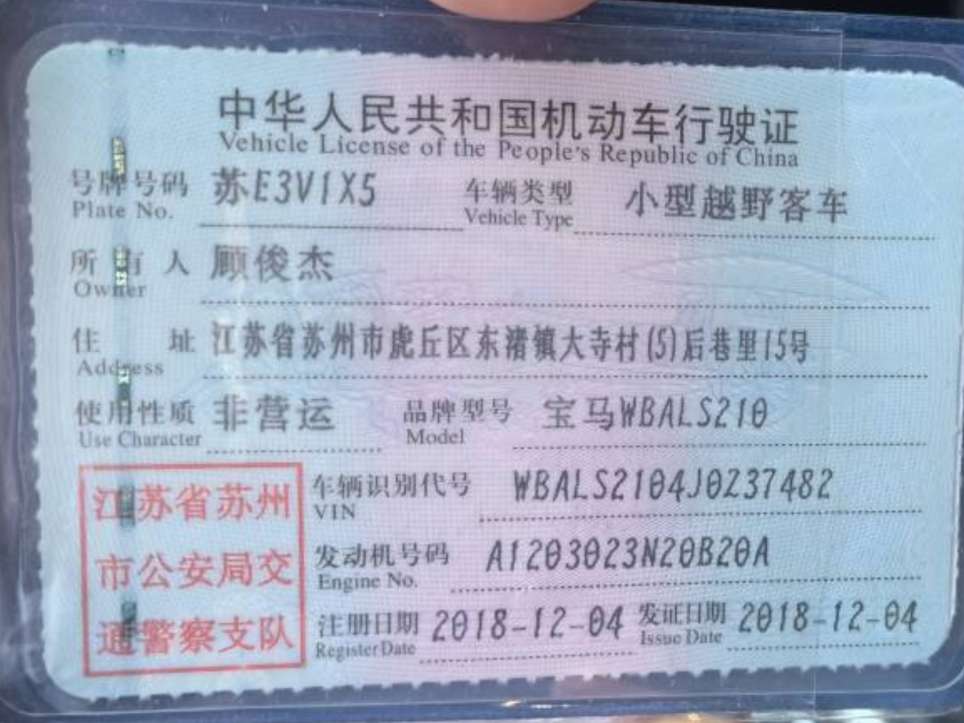 中华人民共和国机动车行驶证
Vehicle License of the People's Republic of China
号牌号码 苏E3V1X5 车辆类型 小型越野客车
Plate No. Vehicle Type
所有人 顾俊杰
Owner
住址 江苏省苏州市虎丘区东渚镇大寺村(5)后巷里15号
Address
使用性质 非营运 品牌型号 宝马WBALS210
Use Character Model
江苏省苏州
市公安局交
通警察支队
车辆识别代号 WBALS2104J0Z37482
VIN
发动机号码 A1203023N20B20A
Engine No.
注册日期 2018-12-04 发证日期 2018-12-04
Register Date Issue Date